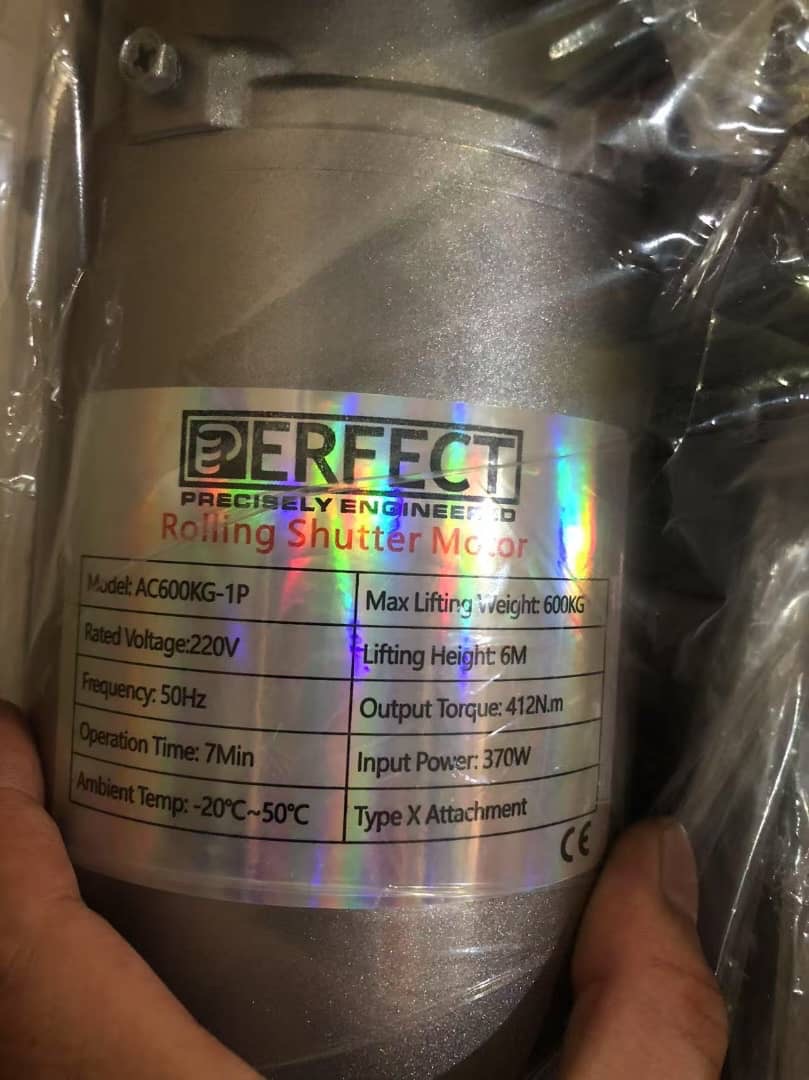 PERFECT
PRECISELY ENGINEERED
Rolling Shutter Motor
Model: AC600KG-1P
Max Lifting Weight: 600KG
Rated Voltage:220V
Lifting Height: 6M
Frequency: 50Hz
Output Torque: 412N.m
Operation Time: 7Min
Input Power: 370W
Ambient Temp: -20℃~50℃
Type X Attachment
CE